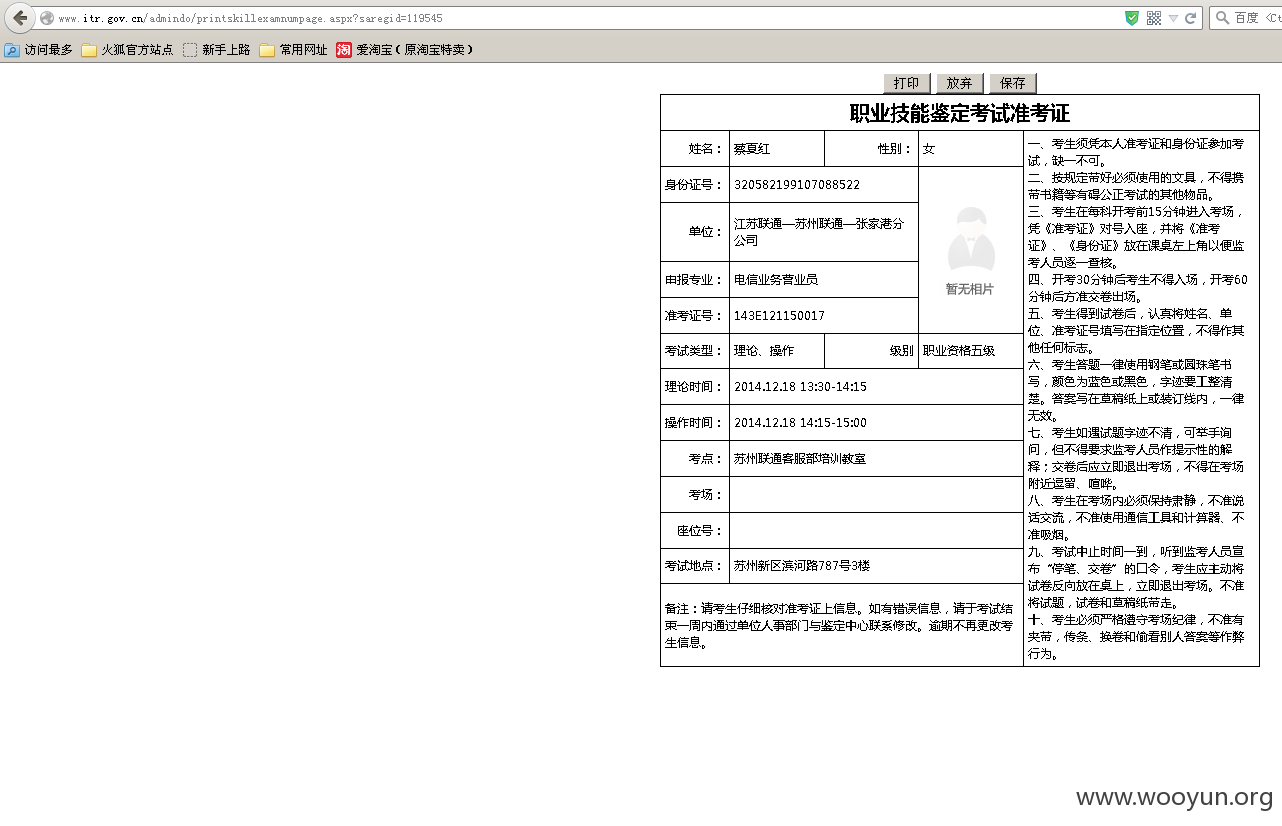 www.itr.gov.cn/admindo/printskillexamnumpage.aspx?saregid=119545
百度 <Ct
访问最多 火狐官方站点 新手上路 常用网址 淘 爱淘宝（原淘宝特卖）
打印 放弃 保存
职业技能鉴定考试准考证
姓名： 蔡夏红 性别： 女
身份证号： 320582199107088522
单位： 江苏联通—苏州联通—张家港分
公司
申报专业： 电信业务营业员
准考证号： 143E121150017
暂无相片
考试类型： 理论、操作 级别 职业资格五级
理论时间： 2014.12.18 13:30-14:15
操作时间： 2014.12.18 14:15-15:00
考点： 苏州联通客服部培训教室
考场：
座位号：
考试地点： 苏州新区滨河路787号3楼
备注：请考生仔细核对准考证上信息。如有错误信息，请于考试结
束一周内通过单位人事部门与鉴定中心联系修改。逾期不再更改考
生信息。
一、考生须凭本人准考证和身份证参加考
试，缺一不可。
二、按规定带好必须使用的文具，不得携
带书籍等有碍公正考试的其他物品。
三、考生在每科开考前15分钟进入考场，
凭《准考证》对号入座，并将《准考
证》、《身份证》放在课桌左上角以便监
考人员逐一查核。
四、开考30分钟后考生不得入场，开考60
分钟后方准交卷出场。
五、考生得到试卷后，认真将姓名、单
位、准考证号填写在指定位置，不得作其
他任何标志。
六、考生答题一律使用钢笔或圆珠笔书
写，颜色为蓝色或黑色，字迹要工整清
楚。答案写在草稿纸上或装订线内，一律
无效。
七、考生如遇试题字迹不清，可举手询
问，但不得要求监考人员作提示性的解
释；交卷后应立即退出考场，不得在考场
附近逗留、喧哗。
八、考生在考场内必须保持肃静，不准说
话交流，不准使用通信工具和计算器、不
准吸烟。
九、考试中止时间一到，听到监考人员宣
布“停笔、交卷”的口令，考生应主动将
试卷反向放在桌上，立即退出考场。不准
将试题，试卷和草稿纸带走。
十、考生必须严格遵守考场纪律，不准有
夹带，传条、换卷和偷看别人答案等作弊
行为。
www.wooyun.org